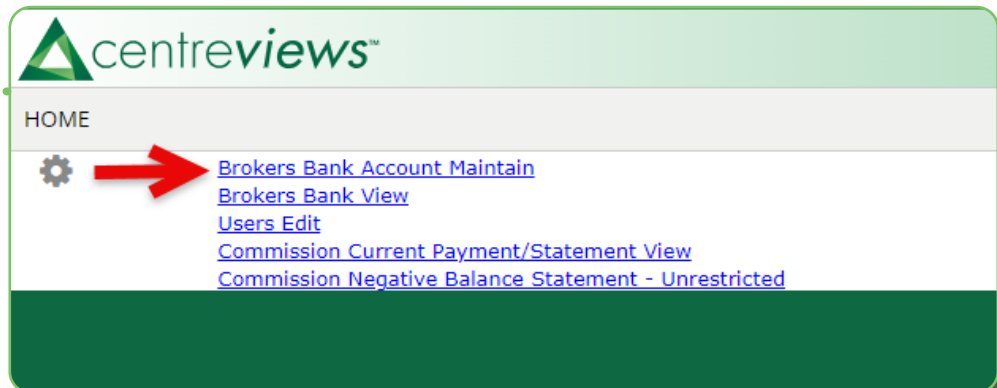 centreviews™
HOME
Brokers Bank Account Maintain
Brokers Bank View
Users Edit
Commission Current Payment/Statement View
Commission Negative Balance Statement - Unrestricted